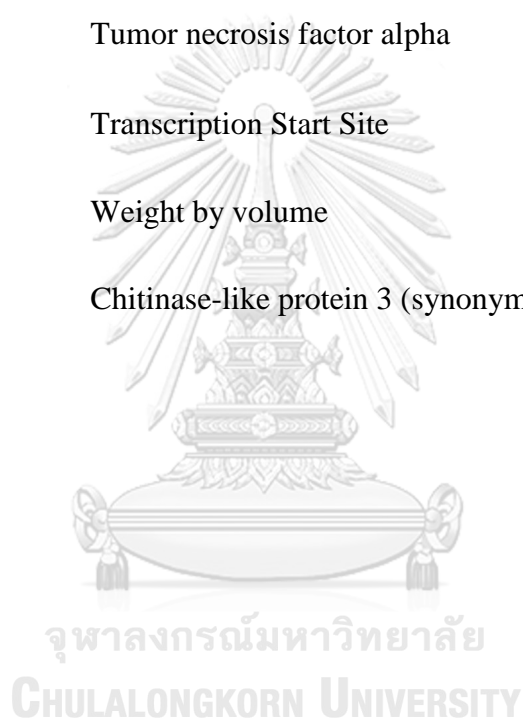 Tumor necrosis factor alpha
Transcription Start Site
Weight by volume
Chitinase-like protein 3 (synonym
จุฬาลงกรณ์มหาวิทยาลัย
CHULALONGKORN UNIVERSITY